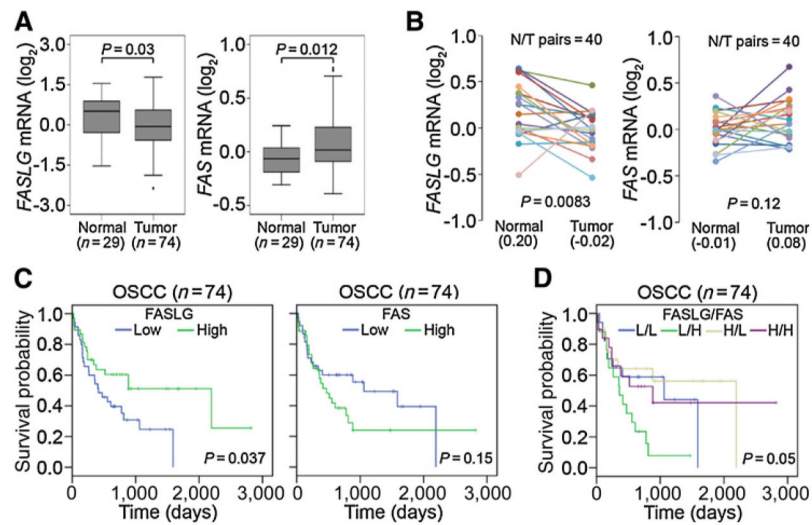 A
P = 0.03
P = 0.012
FASLG mRNA (log2)
3.0
1.5
0.0
-1.5
-3.0
Normal
(n = 29)
Tumor
(n = 74)
FAS mRNA (log2)
1.0
0.5
0.0
-0.5
Normal
(n = 29)
Tumor
(n = 74)
B
FASLG mRNA (log2)
1.0
0.5
0.0
-0.5
-1.0
N/T pairs = 40
P = 0.0083
Normal
(0.20)
Tumor
(-0.02)
FAS mRNA (log2)
1.0
0.5
0.0
-0.5
-1.0
N/T pairs = 40
P = 0.12
Normal
(-0.01)
Tumor
(0.08)
C
OSCC (n = 74)
FASLG
Low High
Survival probability
1.0
0.8
0.6
0.4
0.2
0.0
P = 0.037
0 1,000 2,000 3,000
Time (days)
OSCC (n = 74)
FAS
Low High
P = 0.15
0 1,000 2,000 3,000
Time (days)
D
OSCC (n = 74)
FASLG/FAS
L/L L/H H/L H/H
Survival probability
1.0
0.8
0.6
0.4
0.2
0.0
P = 0.05
0 1,000 2,000 3,000
Time (days)